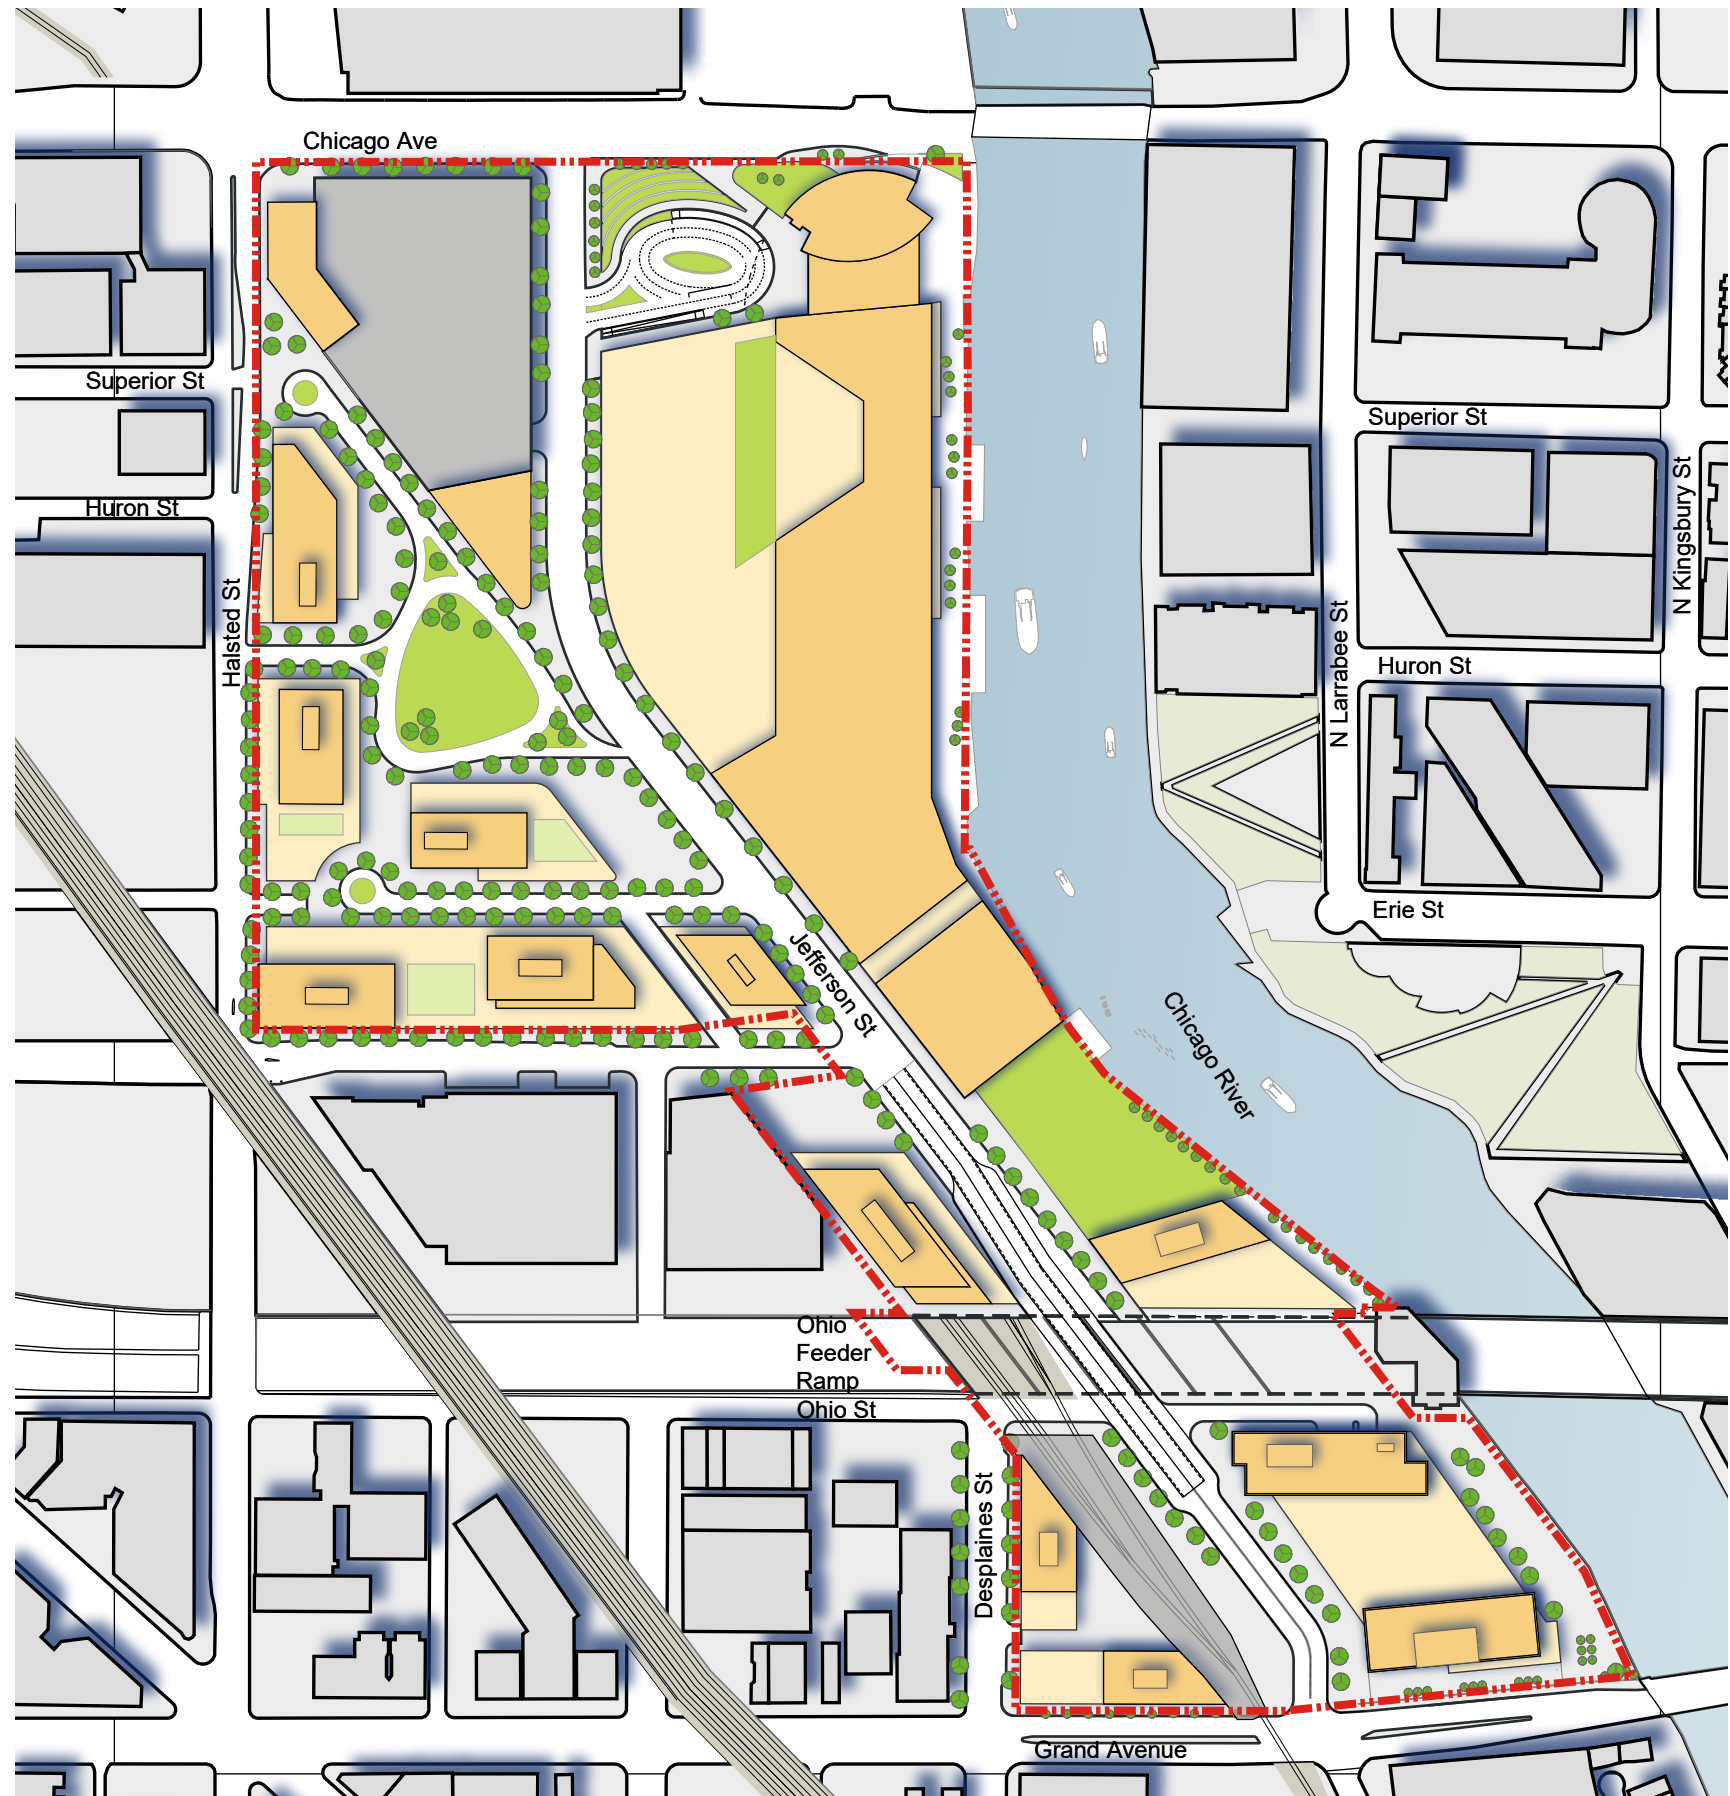 Chicago Ave
Superior St
Superior St
Huron St
N Kingsbury St
Halsted St
N Larrabee St
Huron St
Erie St
Jefferson St
Chicago River
Ohio
Feeder
Ramp
Ohio St
Desplaines St
Grand Avenue